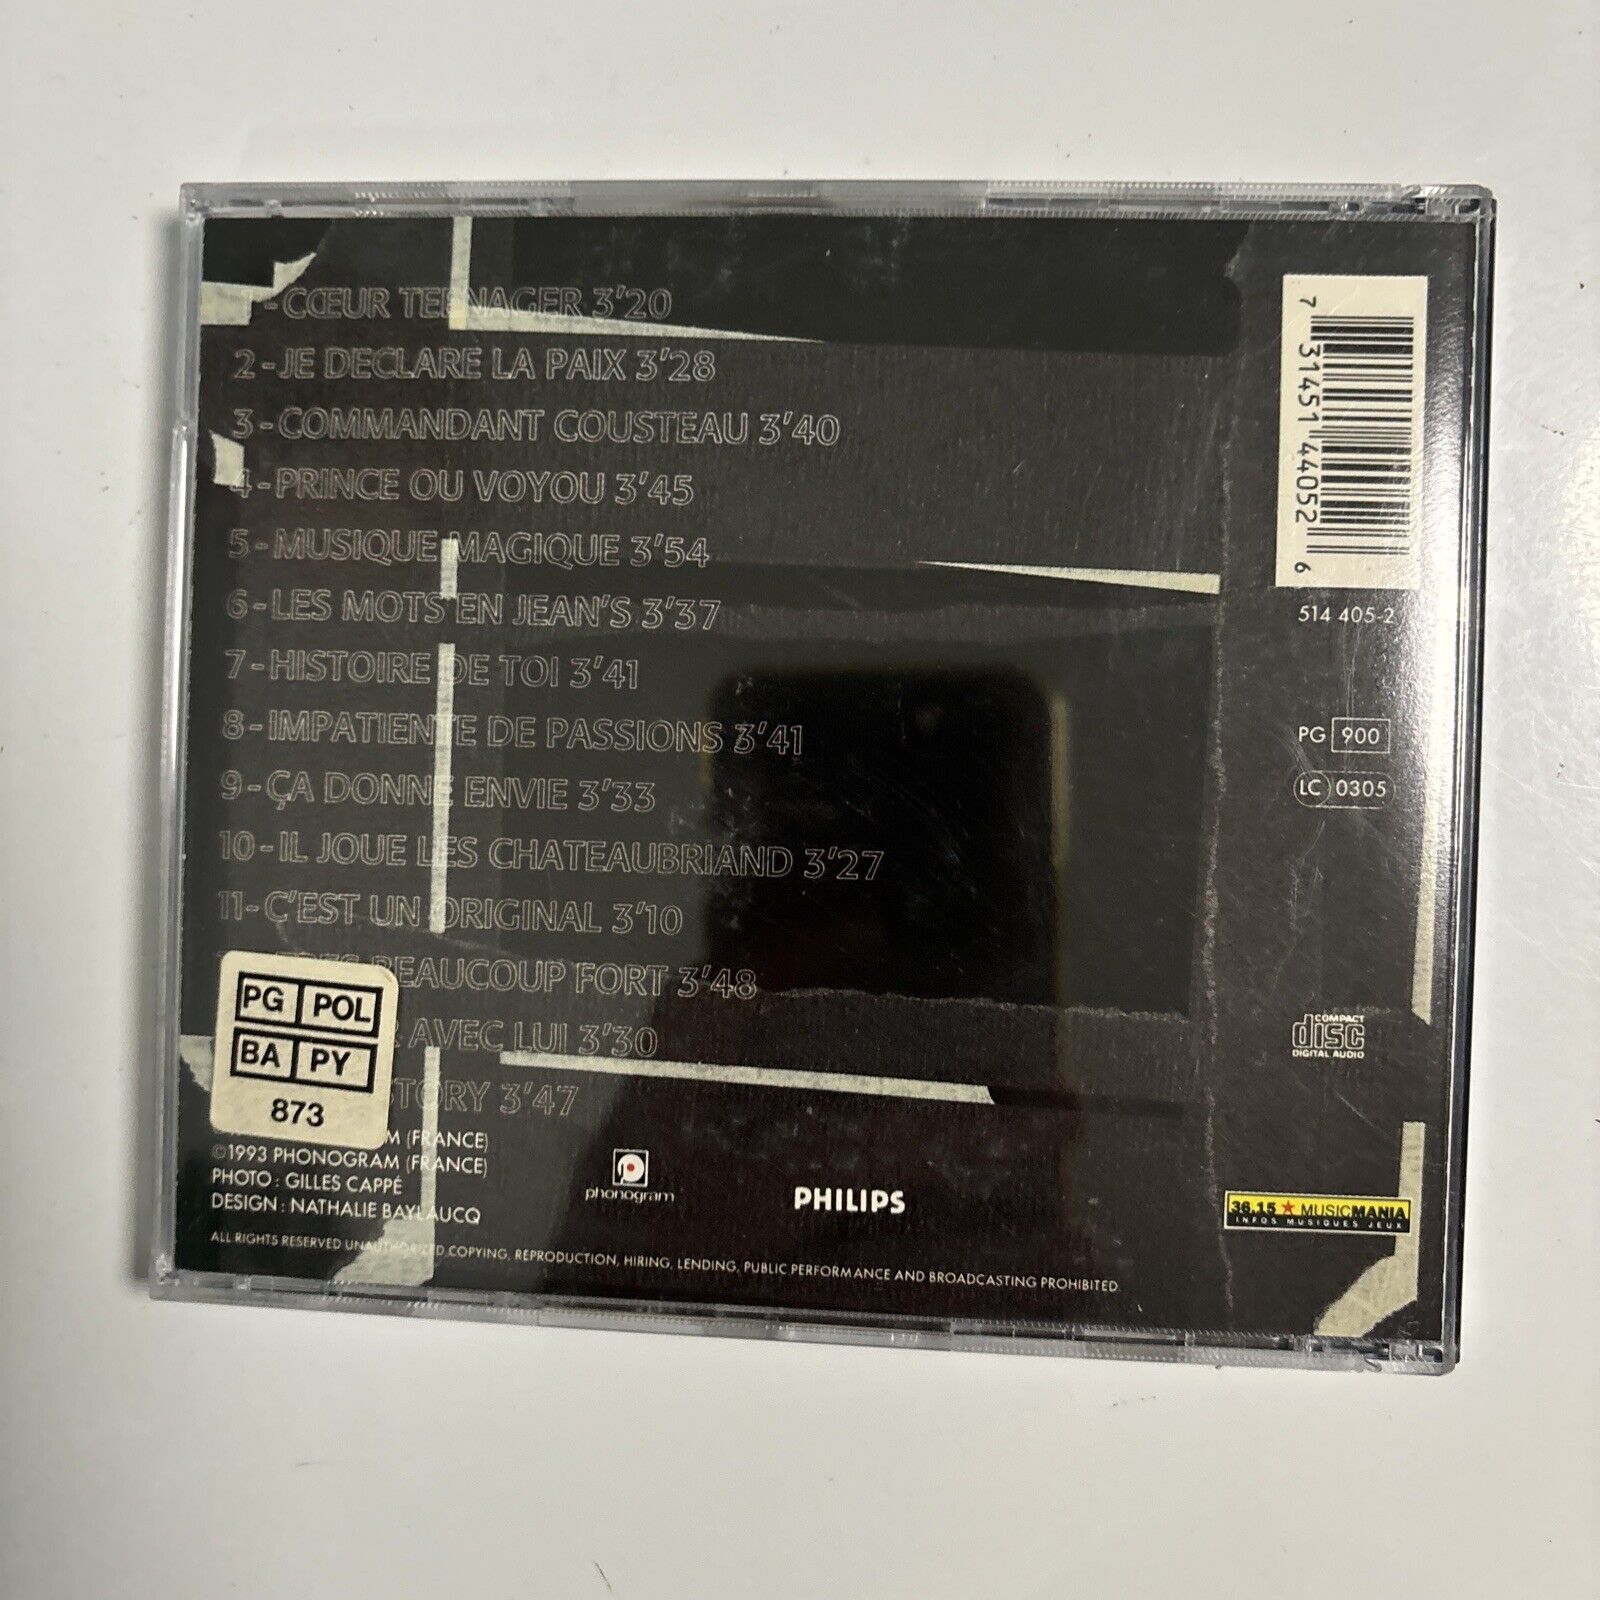 -CŒUR TEENAGER 3'20
2-JE DECLARE LA PAIX 3'28
3-COMMANDANT COUSTEAU 3'40
4-PRINCE OU VOYOU 3'45
5-MUSIQUE MAGIQUE 3'54
6-LES MOTS EN JEAN'S 3'37
7-HISTOIRE DE TOI 3'41
8-IMPATIENTE DE PASSIONS 3'41
9-ÇA DONNE ENVIE 3'33
10-IL JOUE LES CHATEAUBRIAND 3'27
11-C'EST UN ORIGINAL 3'10
BEAUCOUP FORT 3'48
AVEC LUI 3'30
3'47
PG POL
BA PY
873
(FRANCE)
©1993 PHONOGRAM (FRANCE)
PHOTO : GILLES CAPPÉ
DESIGN : NATHALIE BAYLAUCQ
ALL RIGHTS RESERVED UNAUTHORIZED COPYING, REPRODUCTION, HIRING, LENDING, PUBLIC PERFORMANCE AND BROADCASTING PROHIBITED.
phonogram
PHILIPS
7 31451 44052 6
514 405-2
PG 900
LC 0305
COMPACT
disc
DIGITAL AUDIO
36.15 ★ MUSICMANIA
INFOS MUSIQUES JEUX